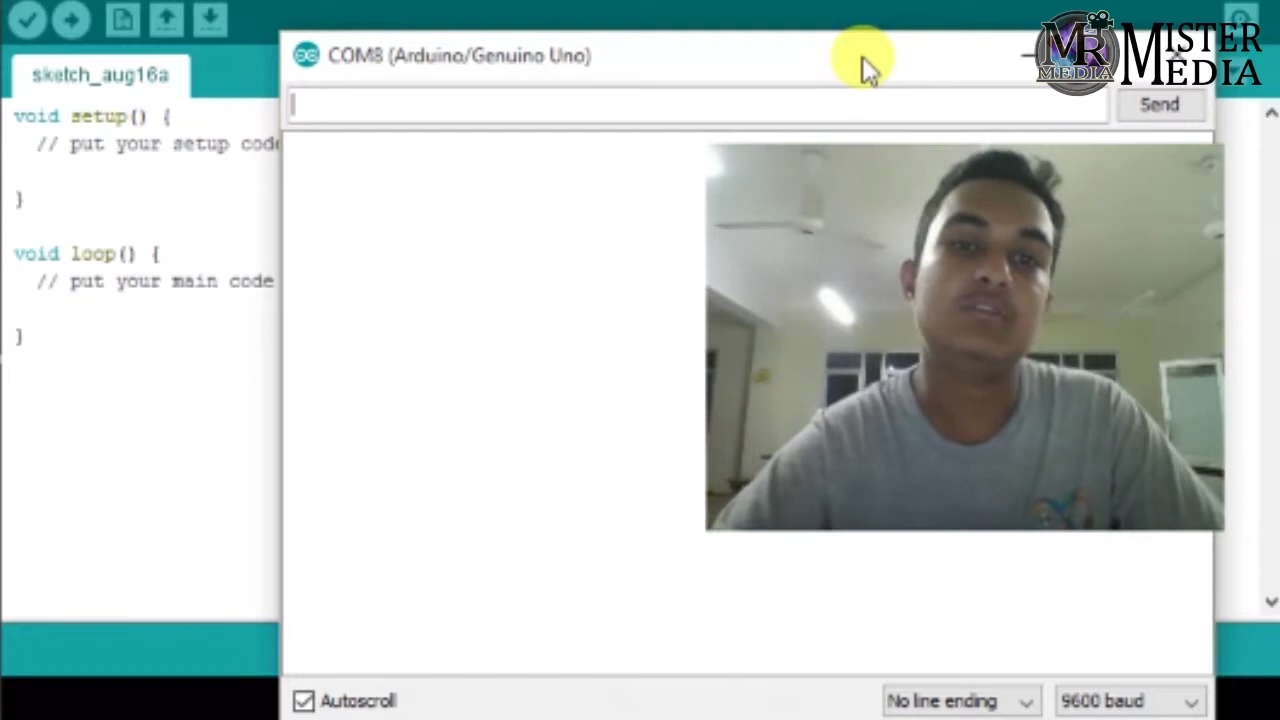 COM8 (Arduino/Genuino Uno)
MR
MEDIA
MISTER
MEDIA
sketch_aug16a
Send
void setup() {
// put your setup code
}
void loop() {
// put your main code
}
Autoscroll
No line ending
9600 baud